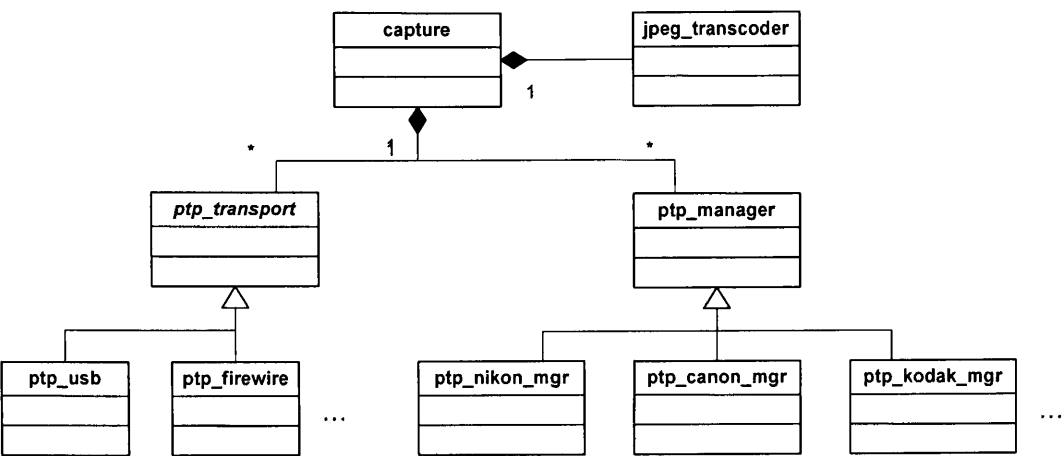 capture
jpeg_transcoder
1
* 1 *
ptp_transport
ptp_manager
ptp_usb
ptp_firewire
...
ptp_nikon_mgr
ptp_canon_mgr
ptp_kodak_mgr
...